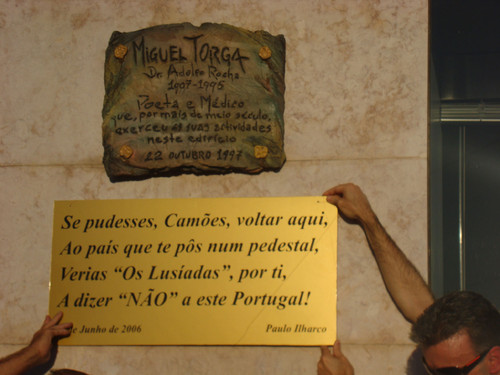 MIGUEL TORGA
Dr. Adolfo Rocha
1907-1995
Poeta e Médico
que, por mais de meio século,
exerceu as suas actividades
neste edifício
22 OUTUBRO 1997
Se pudesses, Camões, voltar aqui,
Ao país que te pôs num pedestal,
Verias “Os Lusíadas”, por ti,
A dizer “NÃO” a este Portugal!
de Junho de 2006 Paulo Ilharco